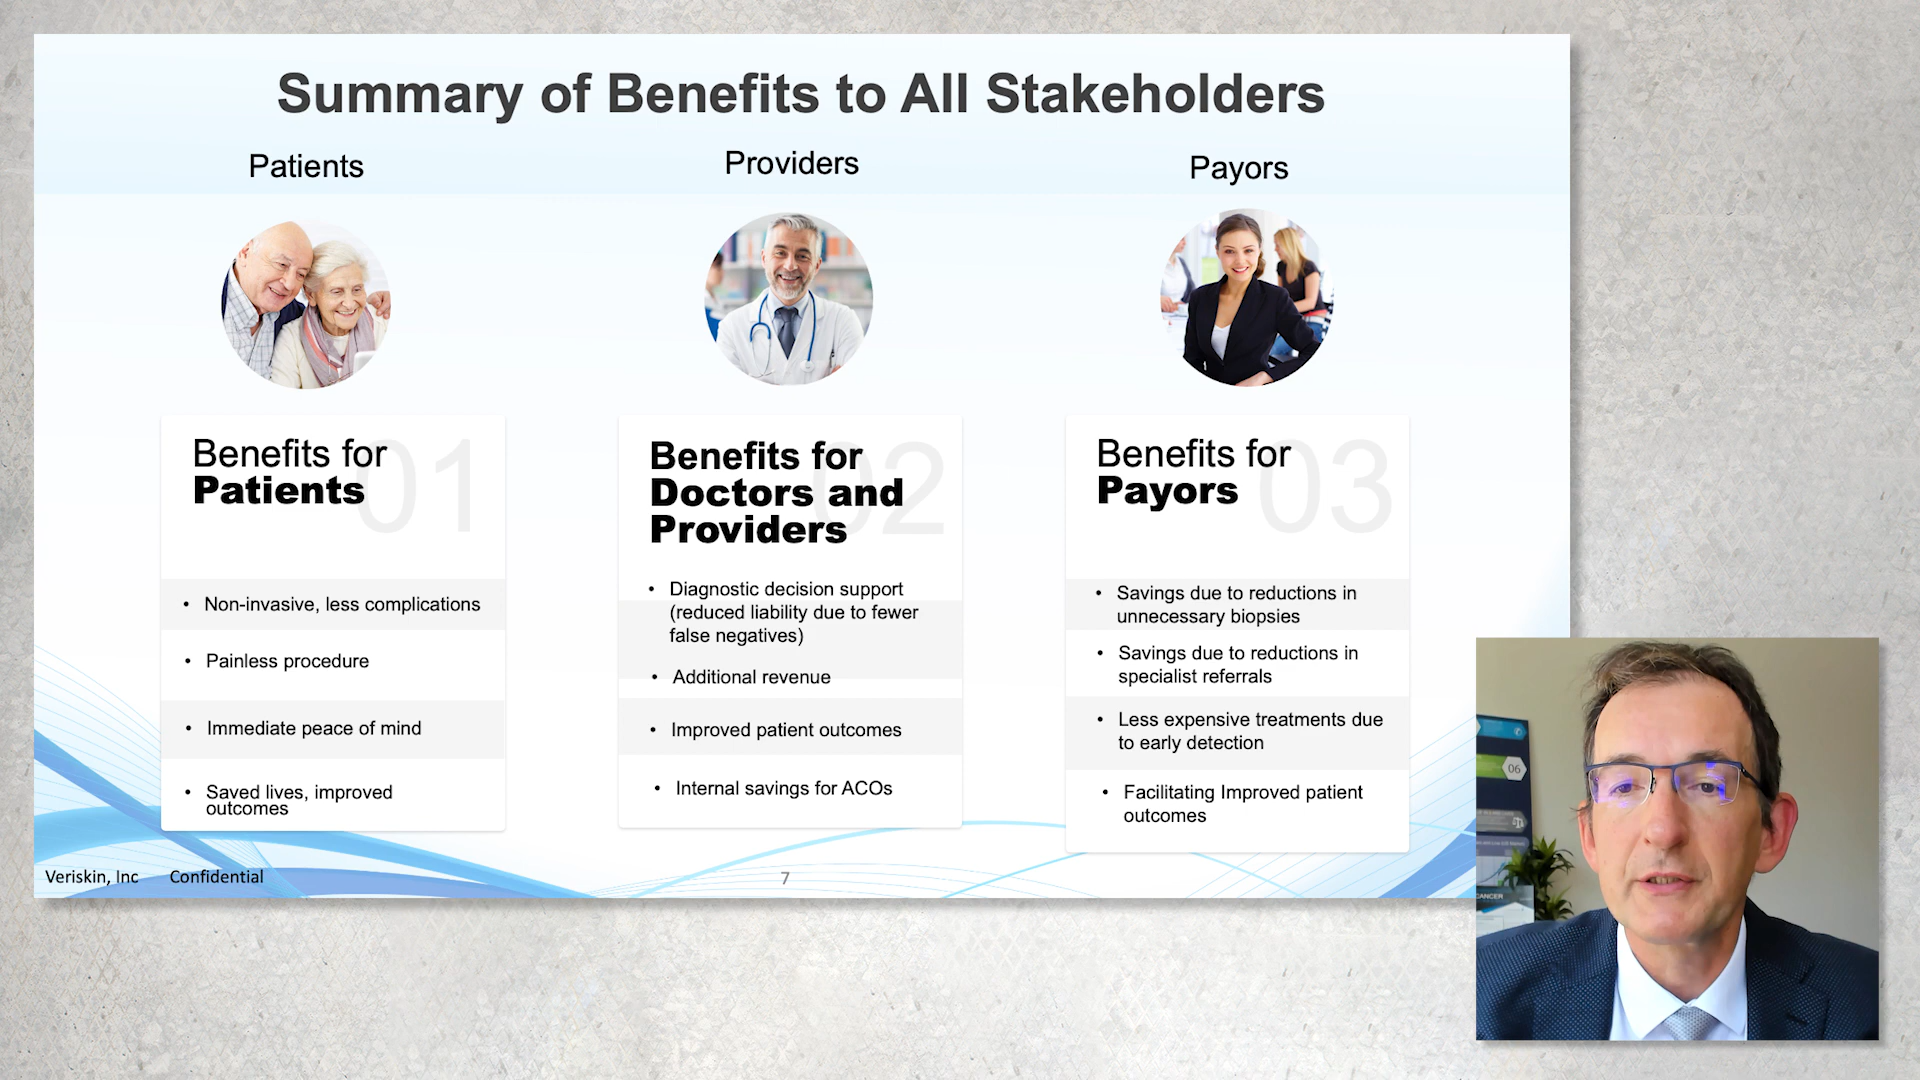 Summary of Benefits to All Stakeholders
Patients
Providers
Payors
01
Benefits for
Patients
• Non-invasive, less complications
• Painless procedure
• Immediate peace of mind
• Saved lives, improved
outcomes
02
Benefits for
Doctors and
Providers
• Diagnostic decision support
(reduced liability due to fewer
false negatives)
• Additional revenue
• Improved patient outcomes
• Internal savings for ACOs
03
Benefits for
Payors
• Savings due to reductions in
unnecessary biopsies
• Savings due to reductions in
specialist referrals
• Less expensive treatments due
to early detection
• Facilitating Improved patient
outcomes
Veriskin, Inc Confidential
7
06
CANCER